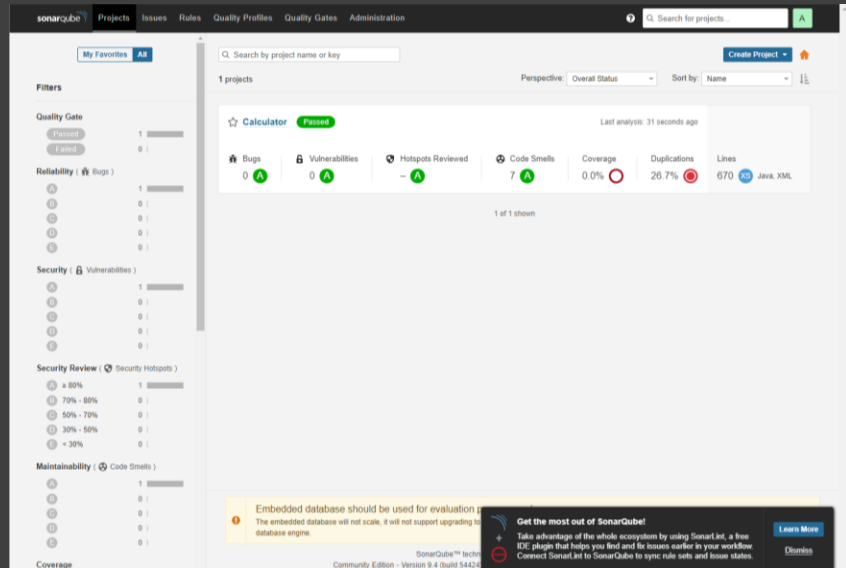 sonarqube Projects Issues Rules Quality Profiles Quality Gates Administration Search for projects... A
My Favorites All
Search by project name or key
Create Project
1 projects
Perspective: Overall Status
Sort by: Name
Filters
Quality Gate
Passed 1
Failed 0
Reliability ( Bugs )
A 1
B 0
C 0
D 0
E 0
Security ( Vulnerabilities )
A 1
B 0
C 0
D 0
E 0
Security Review ( Security Hotspots )
A ≥ 80% 1
B 70% - 80% 0
C 50% - 70% 0
D 30% - 50% 0
E < 30% 0
Maintainability ( Code Smells )
A 1
B 0
C 0
D 0
E 0
Coverage
Calculator Passed
Last analysis: 31 seconds ago
Bugs Vulnerabilities Hotspots Reviewed Code Smells Coverage Duplications Lines
0 A 0 A – A 7 A 0.0% 26.7% 670 XS Java, XML
1 of 1 shown
Embedded database should be used for evaluation
The embedded database will not scale, it will not support upgrading to
database engine.
SonarQube™
Community Edition - Version 9.4 (build 54424
Get the most out of SonarQube!
Take advantage of the whole ecosystem by using SonarLint, a free
IDE plugin that helps you find and fix issues earlier in your workflow.
Connect SonarLint to SonarQube to sync rule sets and issue states.
Learn More
Dismiss